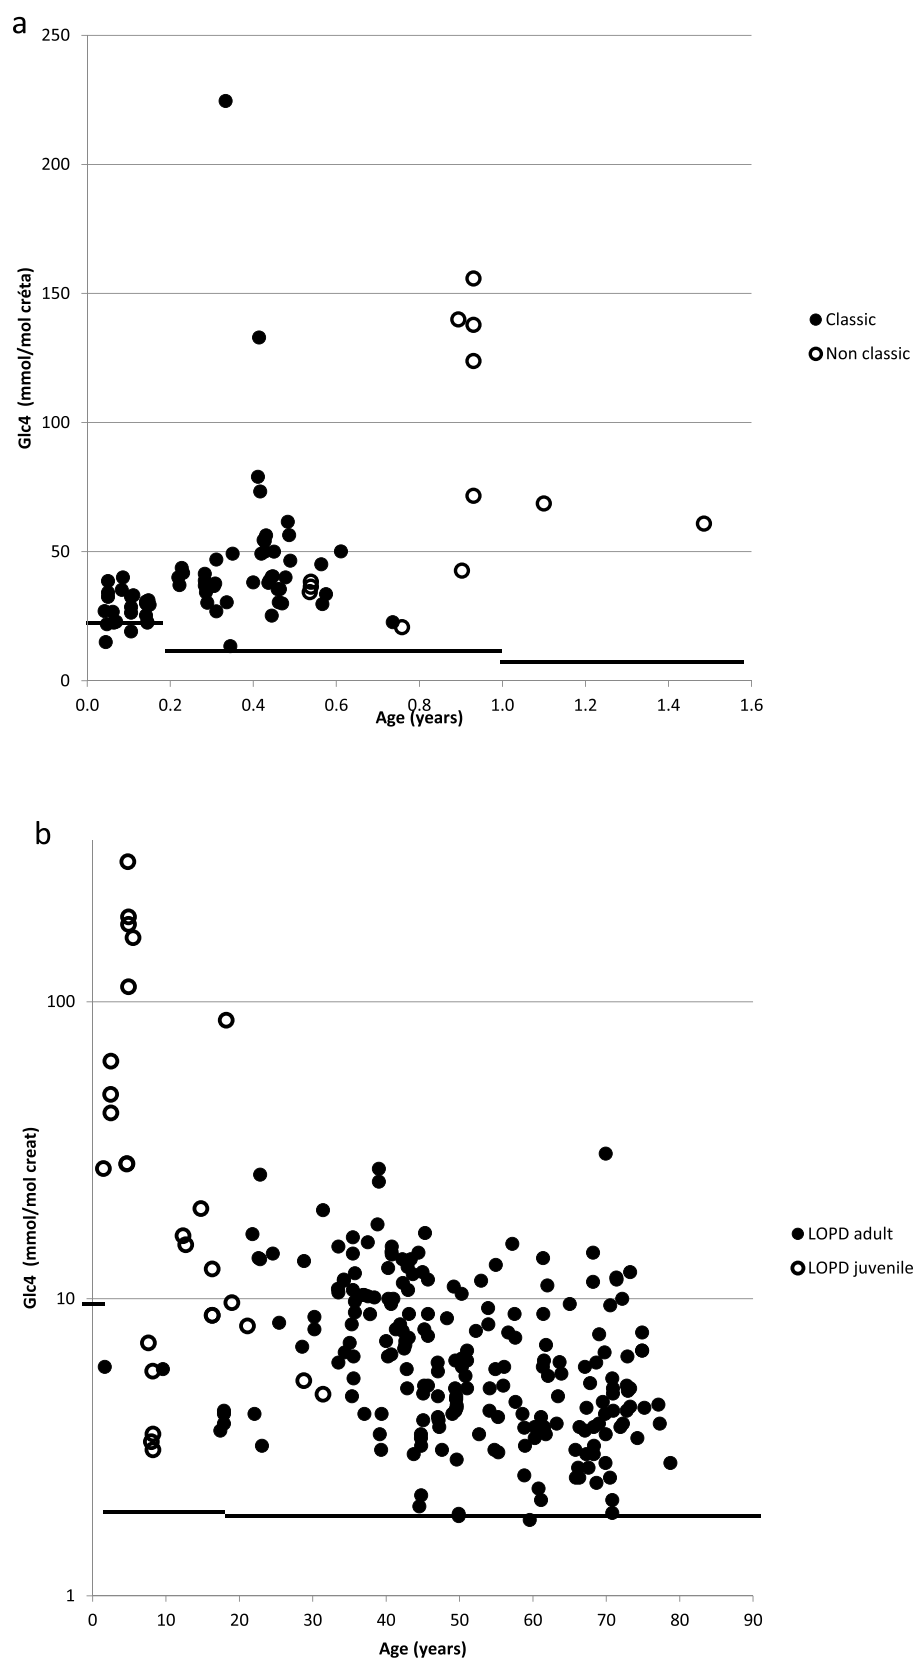 a
250
200
150
100
50
0
Glc4 (mmol/mol créta)
0.0 0.2 0.4 0.6 0.8 1.0 1.2 1.4 1.6
Age (years)
Classic
Non classic
b
100
10
1
Glc4 (mmol/mol creat)
0 10 20 30 40 50 60 70 80 90
Age (years)
LOPD adult
LOPD juvenile